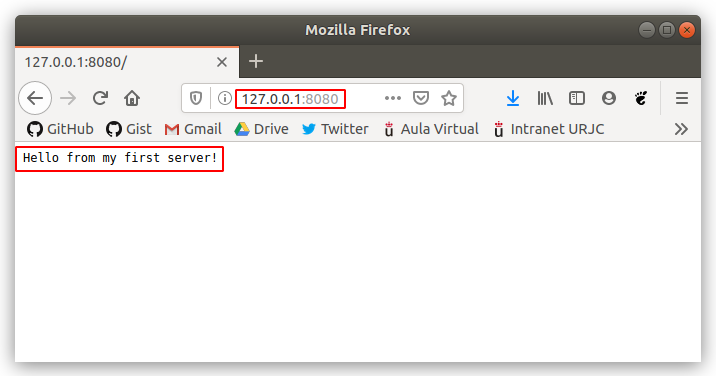 Mozilla Firefox
127.0.0.1:8080/
127.0.0.1:8080
GitHub Gist Gmail Drive Twitter Aula Virtual Intranet URJC
Hello from my first server!